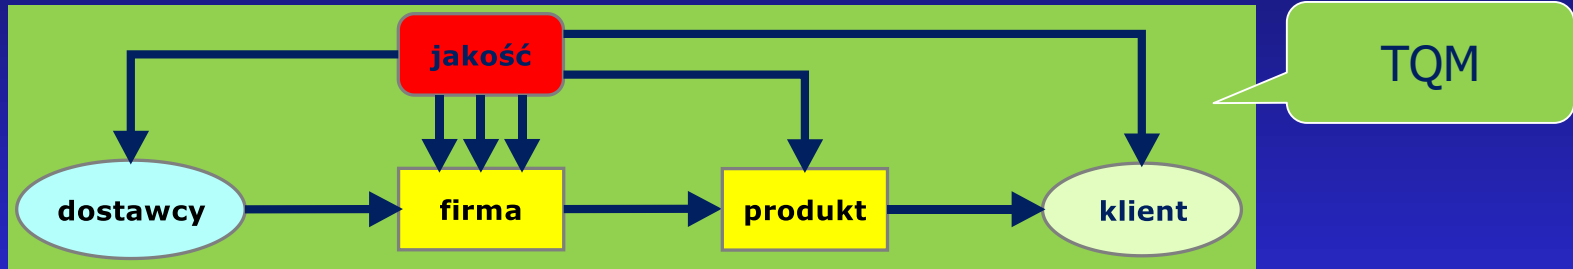 jakość
TQM
dostawcy
firma
produkt
klient